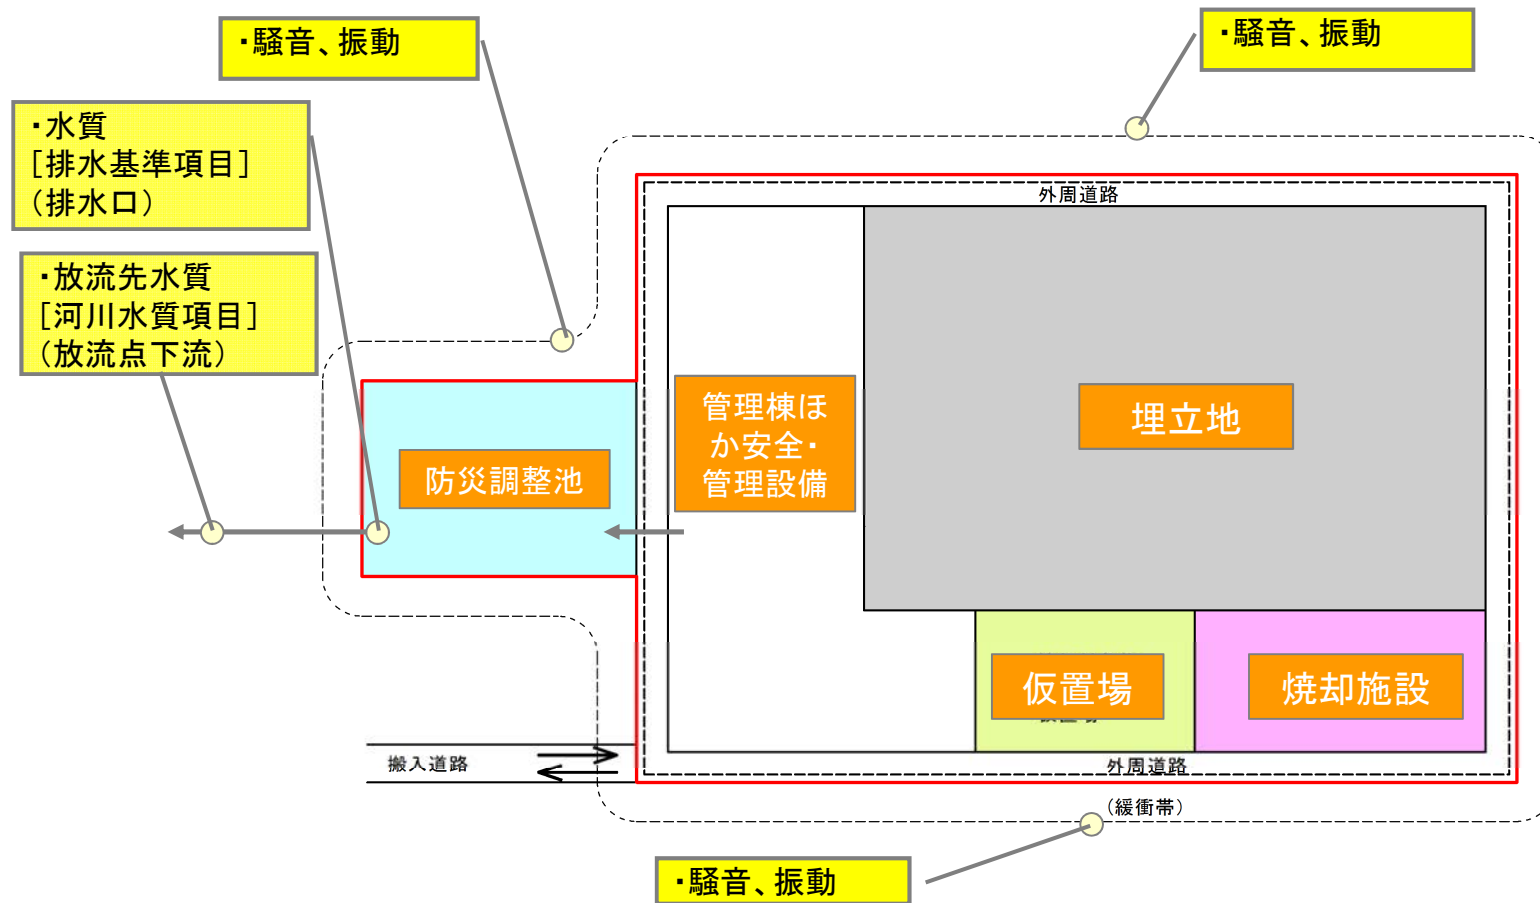 ・騒音、振動
・騒音、振動
・水質
［排水基準項目］
（排水口）
・放流先水質
［河川水質項目］
（放流点下流）
外周道路
管理棟ほ
か安全・
管理設備
埋立地
防災調整池
仮置場
焼却施設
搬入道路
外周道路
（緩衝帯）
・騒音、振動